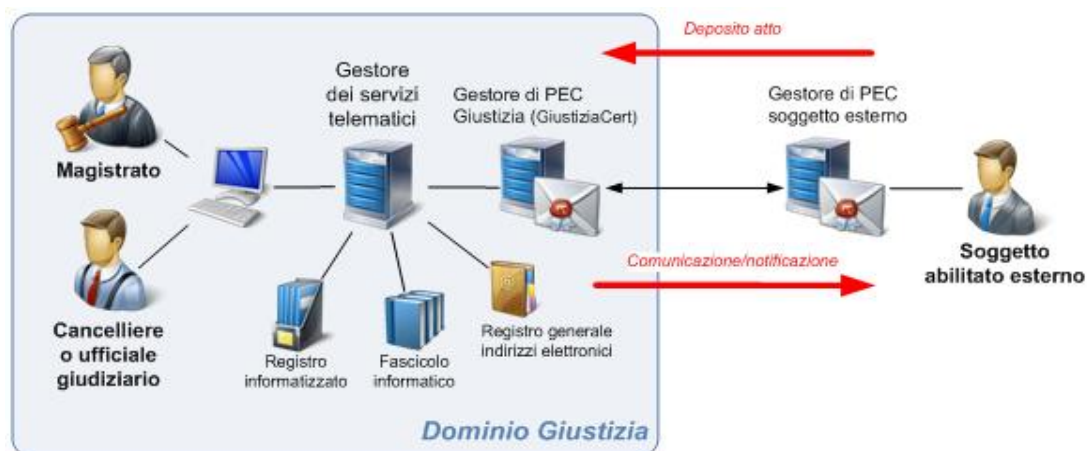 Deposito atto
Gestore
dei servizi
telematici
Gestore di PEC
Giustizia (GiustiziaCert)
Gestore di PEC
soggetto esterno
Magistrato
Soggetto
abilitato esterno
Comunicazione/notificazione
Cancelliere
o ufficiale
giudiziario
Registro
informatizzato
Fascicolo
informatico
Registro generale
indirizzi elettronici
Dominio Giustizia